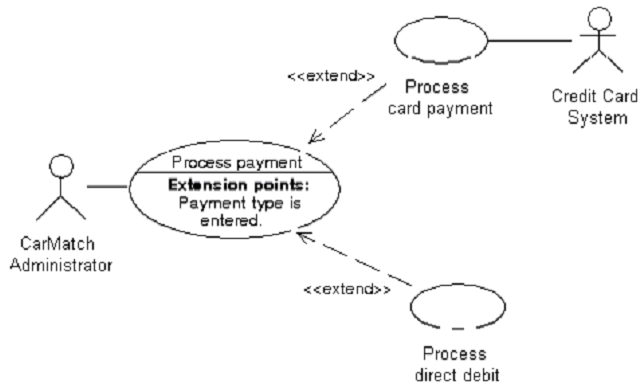 <<extend>>
Process
card payment
Credit Card
System
Process payment
Extension points:
Payment type is
entered.
CarMatch
Administrator
<<extend>>
Process
direct debit